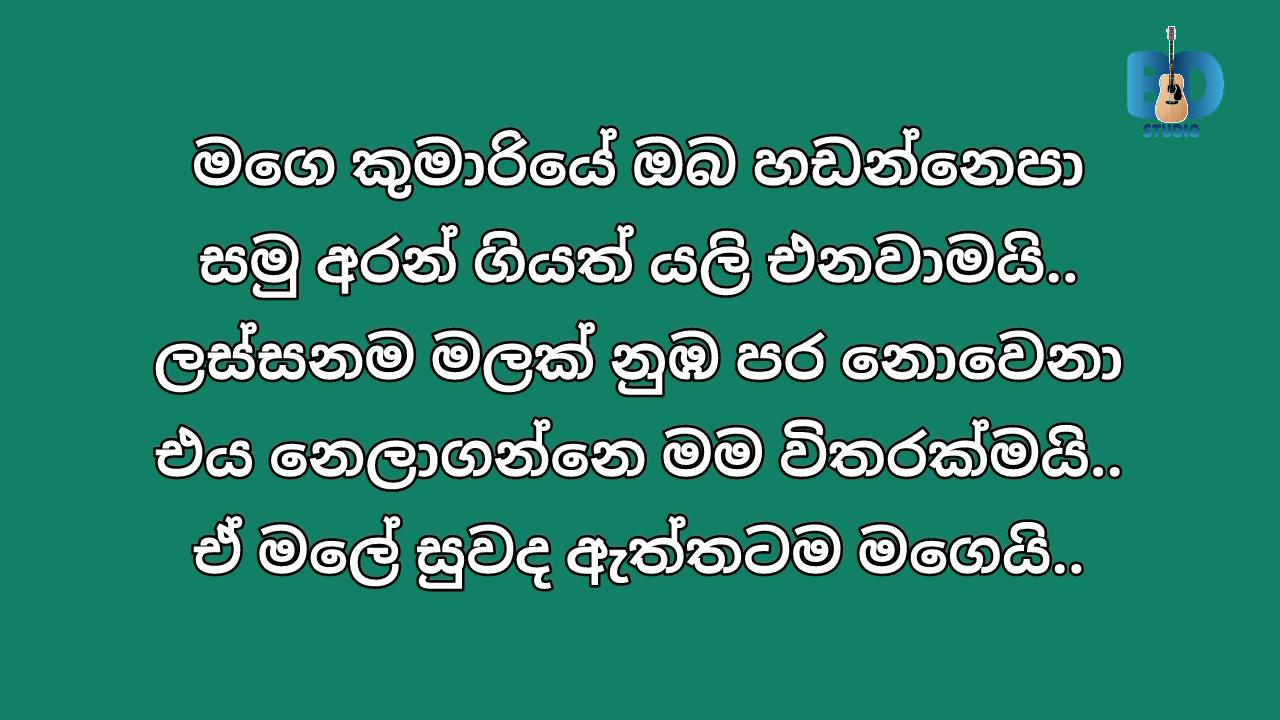 BD
STUDIO
මගෙ කුමාරියේ ඔබ හඩන්නෙපා
සමු අරන් ගියත් යලි එනවාමයි..
ලස්සනම මලක් නුඹ පර නොවෙනා
එය නෙලාගන්නෙ මම විතරක්මයි..
ඒ මලේ සුවද ඇත්තටම මගෙයි..